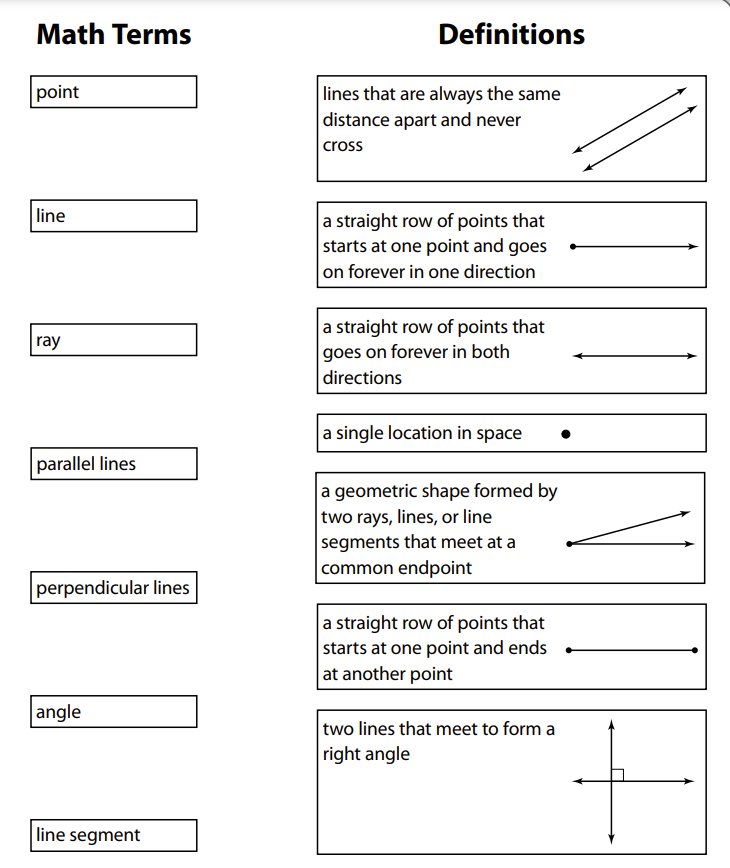 Math Terms
Definitions
point
line
ray
parallel lines
perpendicular lines
angle
line segment
lines that are always the same
distance apart and never
cross
a straight row of points that
starts at one point and goes
on forever in one direction
a straight row of points that
goes on forever in both
directions
a single location in space
a geometric shape formed by
two rays, lines, or line
segments that meet at a
common endpoint
a straight row of points that
starts at one point and ends
at another point
two lines that meet to form a
right angle